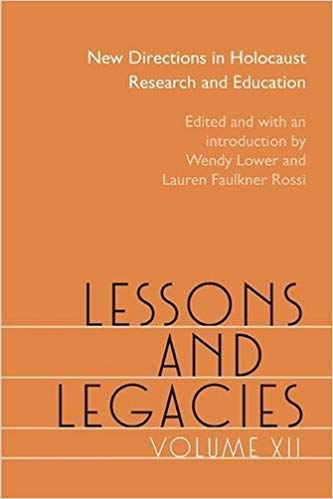 New Directions in Holocaust
Research and Education
Edited and with an
introduction by
Wendy Lower and
Lauren Faulkner Rossi
LESSONS
AND
LEGACIES
VOLUME XII